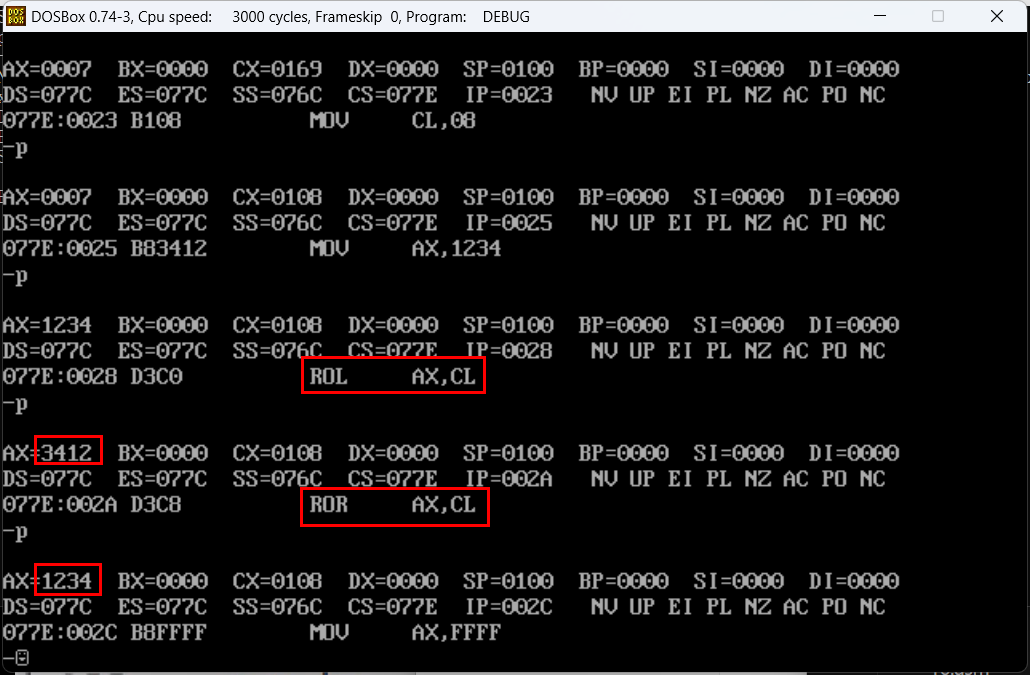 DOSBox 0.74-3, Cpu speed: 3000 cycles, Frameskip 0, Program: DEBUG
AX=0007 BX=0000 CX=0169 DX=0000 SP=0100 BP=0000 SI=0000 DI=0000
DS=077C ES=077C SS=076C CS=077E IP=0023 NV UP EI PL NZ AC PO NC
077E:0023 B108 MOV CL,08
-p
AX=0007 BX=0000 CX=0108 DX=0000 SP=0100 BP=0000 SI=0000 DI=0000
DS=077C ES=077C SS=076C CS=077E IP=0025 NV UP EI PL NZ AC PO NC
077E:0025 B83412 MOV AX,1234
-p
AX=1234 BX=0000 CX=0108 DX=0000 SP=0100 BP=0000 SI=0000 DI=0000
DS=077C ES=077C SS=076C CS=077E IP=0028 NV UP EI PL NZ AC PO NC
077E:0028 D3C0 ROL AX,CL
-p
AX=3412 BX=0000 CX=0108 DX=0000 SP=0100 BP=0000 SI=0000 DI=0000
DS=077C ES=077C SS=076C CS=077E IP=002A NV UP EI PL NZ AC PO NC
077E:002A D3C8 ROR AX,CL
-p
AX=1234 BX=0000 CX=0108 DX=0000 SP=0100 BP=0000 SI=0000 DI=0000
DS=077C ES=077C SS=076C CS=077E IP=002C NV UP EI PL NZ AC PO NC
077E:002C B8FFFF MOV AX,FFFF
-